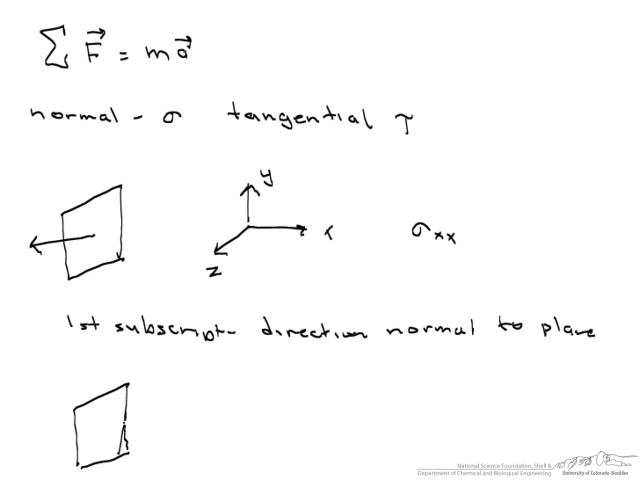 ∑ F⃗ = m a⃗
normal - σ tangential τ
y
x
z
σxx
1st subscript - direction normal to plane
National Science Foundation, Shell &
Department of Chemical and Biological Engineering
University of Colorado-Boulder